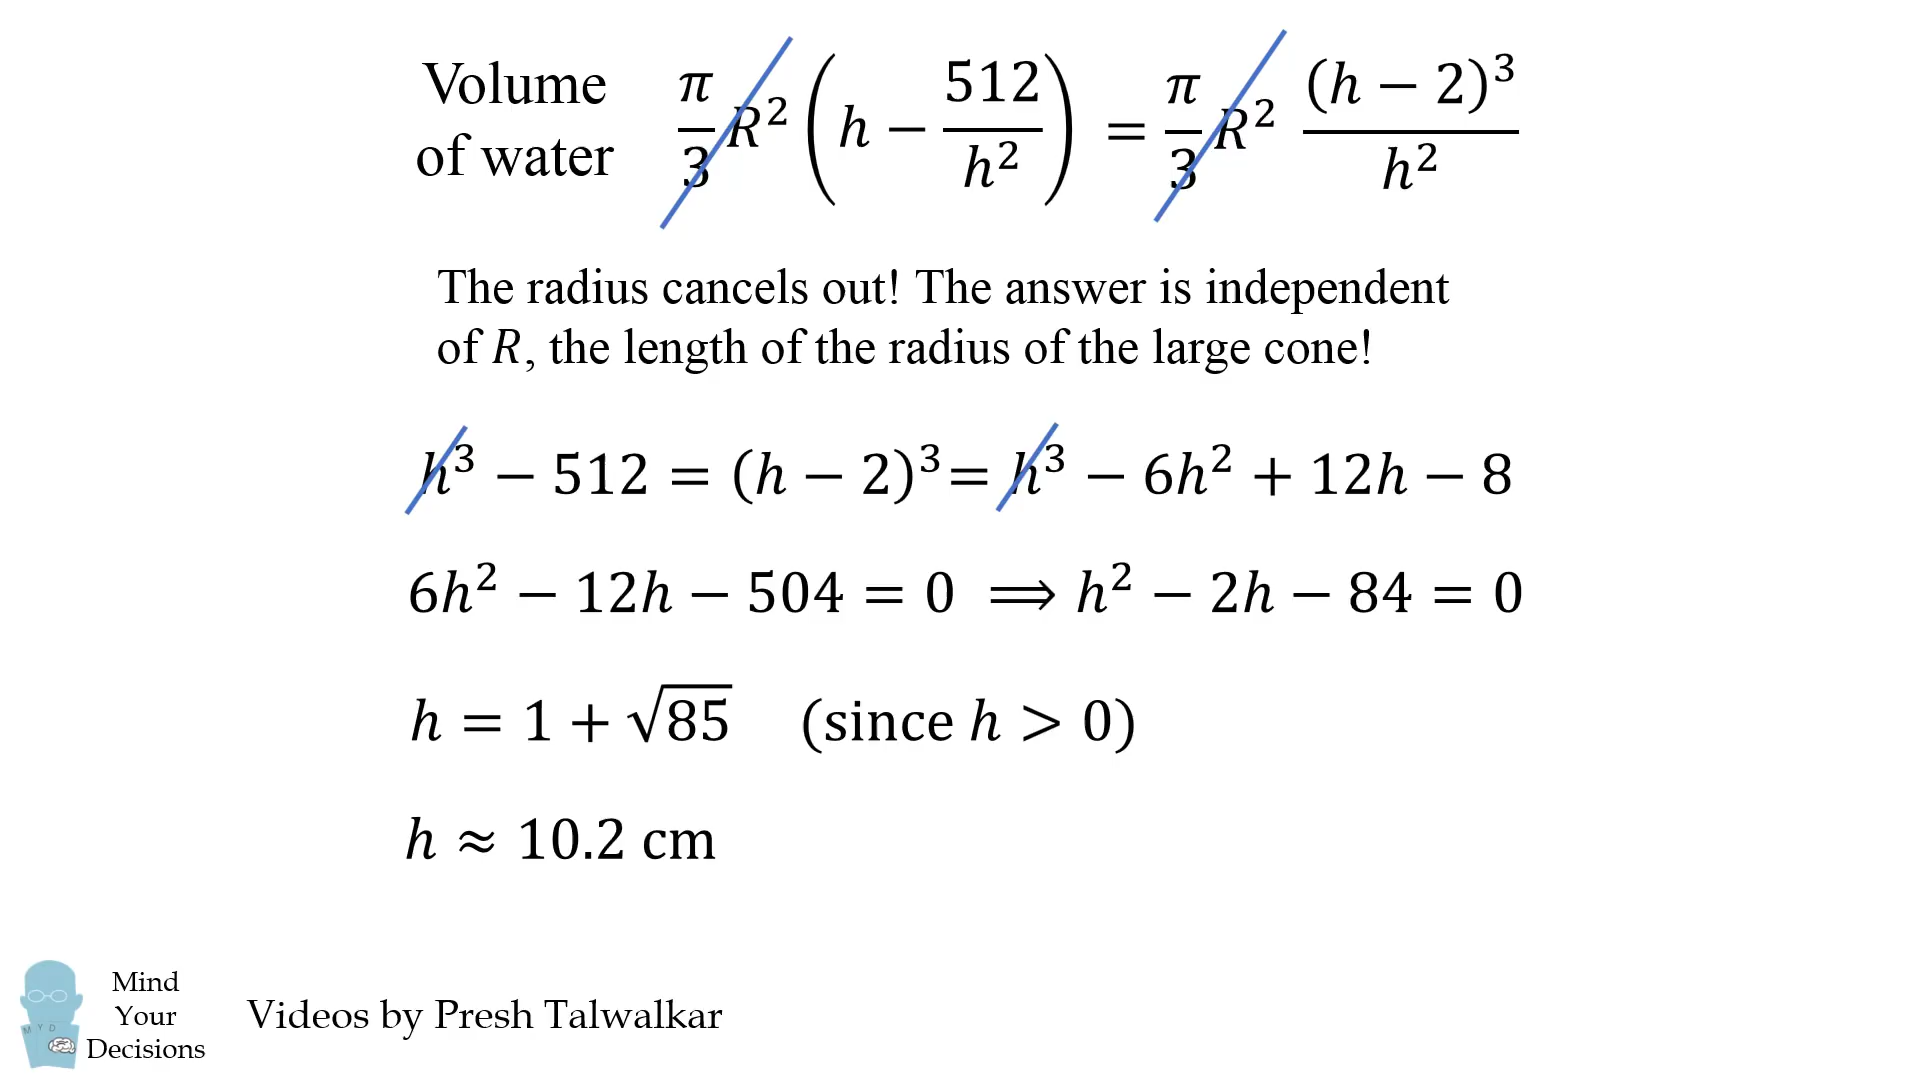 Volume of water π/3 R² (h − 512/h²) = π/3 R² (h − 2)³/h²
The radius cancels out! The answer is independent
of R, the length of the radius of the large cone!
h³ − 512 = (h − 2)³ = h³ − 6h² + 12h − 8
6h² − 12h − 504 = 0 ⟹ h² − 2h − 84 = 0
h = 1 + √85 (since h > 0)
h ≈ 10.2 cm
M Y D
Mind
Your
Decisions
Videos by Presh Talwalkar